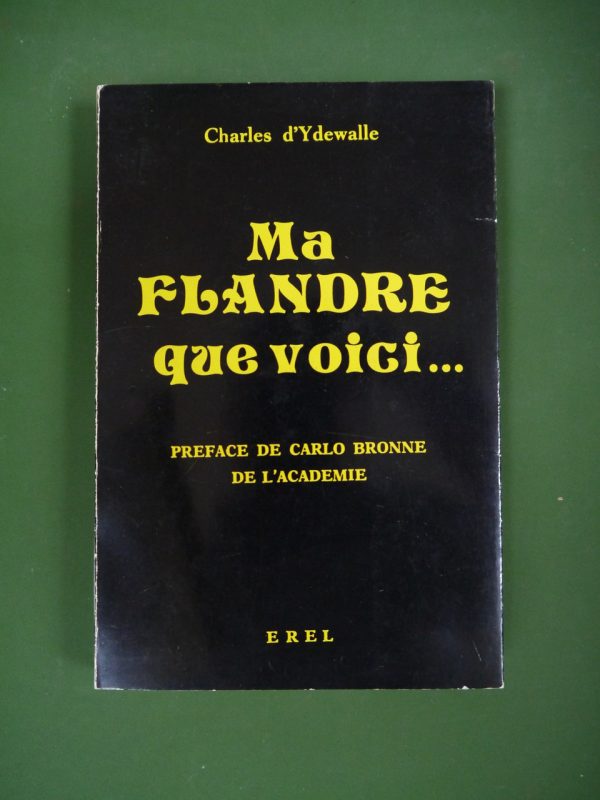 Charles d'Ydewalle
Ma
FLANDRE
que voici...
PREFACE DE CARLO BRONNE
DE L'ACADEMIE
EREL